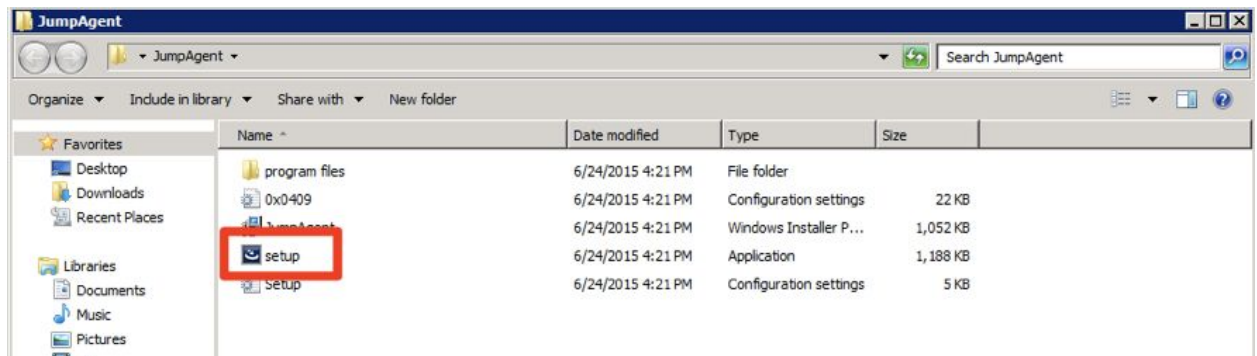 JumpAgent
JumpAgent
Search JumpAgent
Organize Include in library Share with New folder
Favorites
Desktop
Downloads
Recent Places
Libraries
Documents
Music
Pictures
Name Date modified Type Size
program files 6/24/2015 4:21 PM File folder
0x0409 6/24/2015 4:21 PM Configuration settings 22 KB
JumpAgent 6/24/2015 4:21 PM Windows Installer P... 1,052 KB
setup 6/24/2015 4:21 PM Application 1,188 KB
Setup 6/24/2015 4:21 PM Configuration settings 5 KB